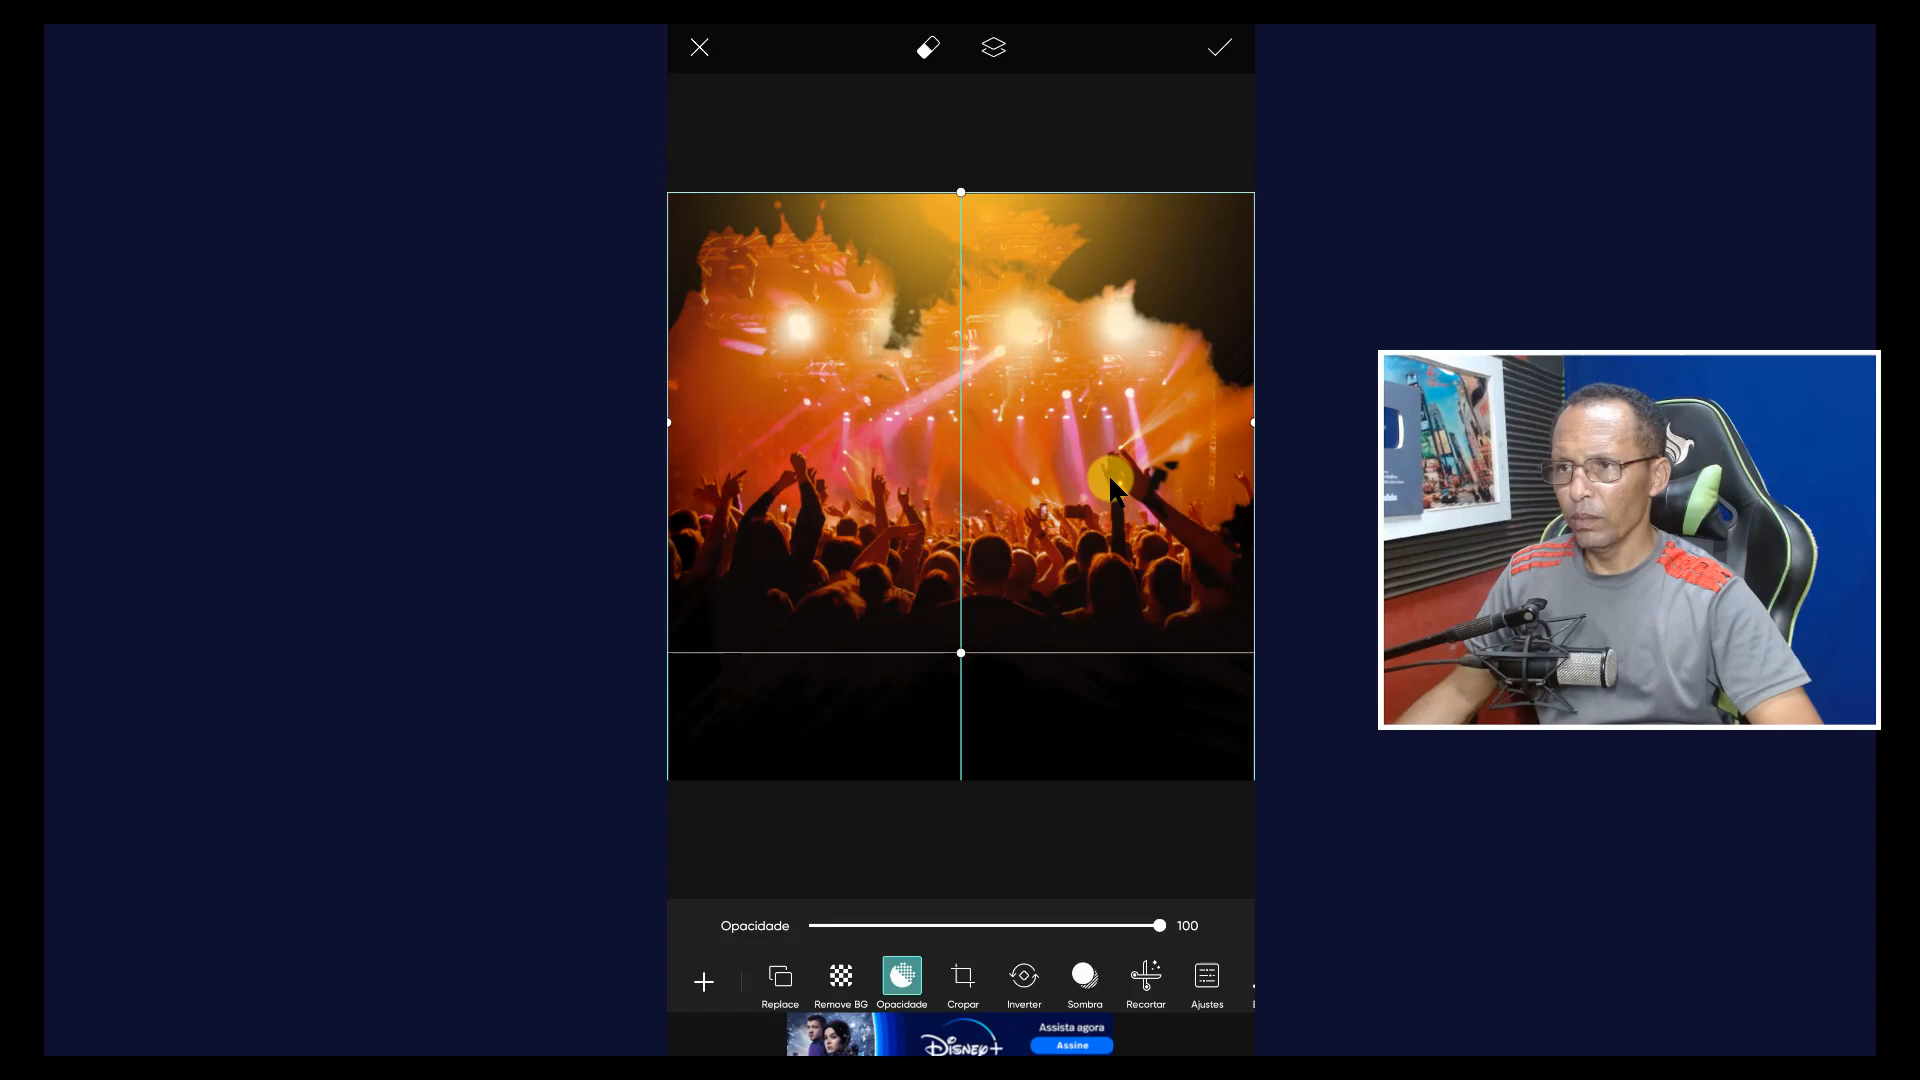 Opacidade 100
Replace Remove BG Opacidade Cropar Inverter Sombra Recortar Ajustes
Assista agora
Disney+
Assine